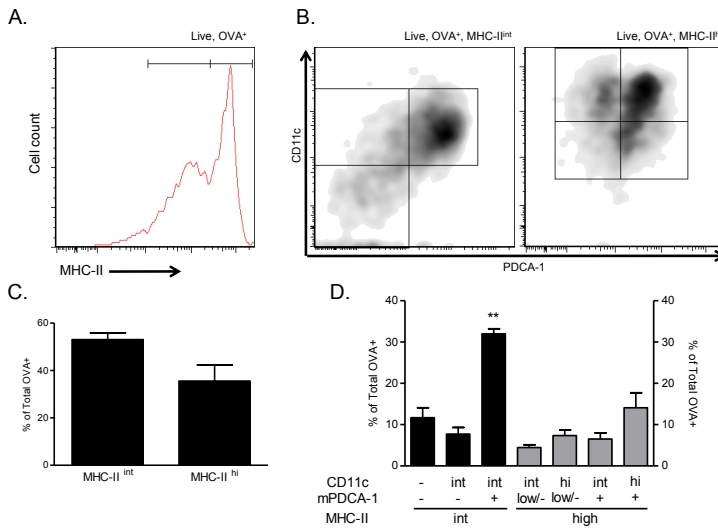 A.
Live, OVA⁺
Cell count
MHC-II
B.
Live, OVA⁺, MHC-IIⁱⁿᵗ
Live, OVA⁺, MHC-IIʰ
CD11c
PDCA-1
C.
% of Total OVA+
60
40
20
0
MHC-II int
MHC-II hi
D.
% of Total OVA+
40
30
20
10
0
**
40
30
20
10
0
% of Total OVA+
CD11c - int int int hi int hi
mPDCA-1 - - + low/- low/- + +
MHC-II int high